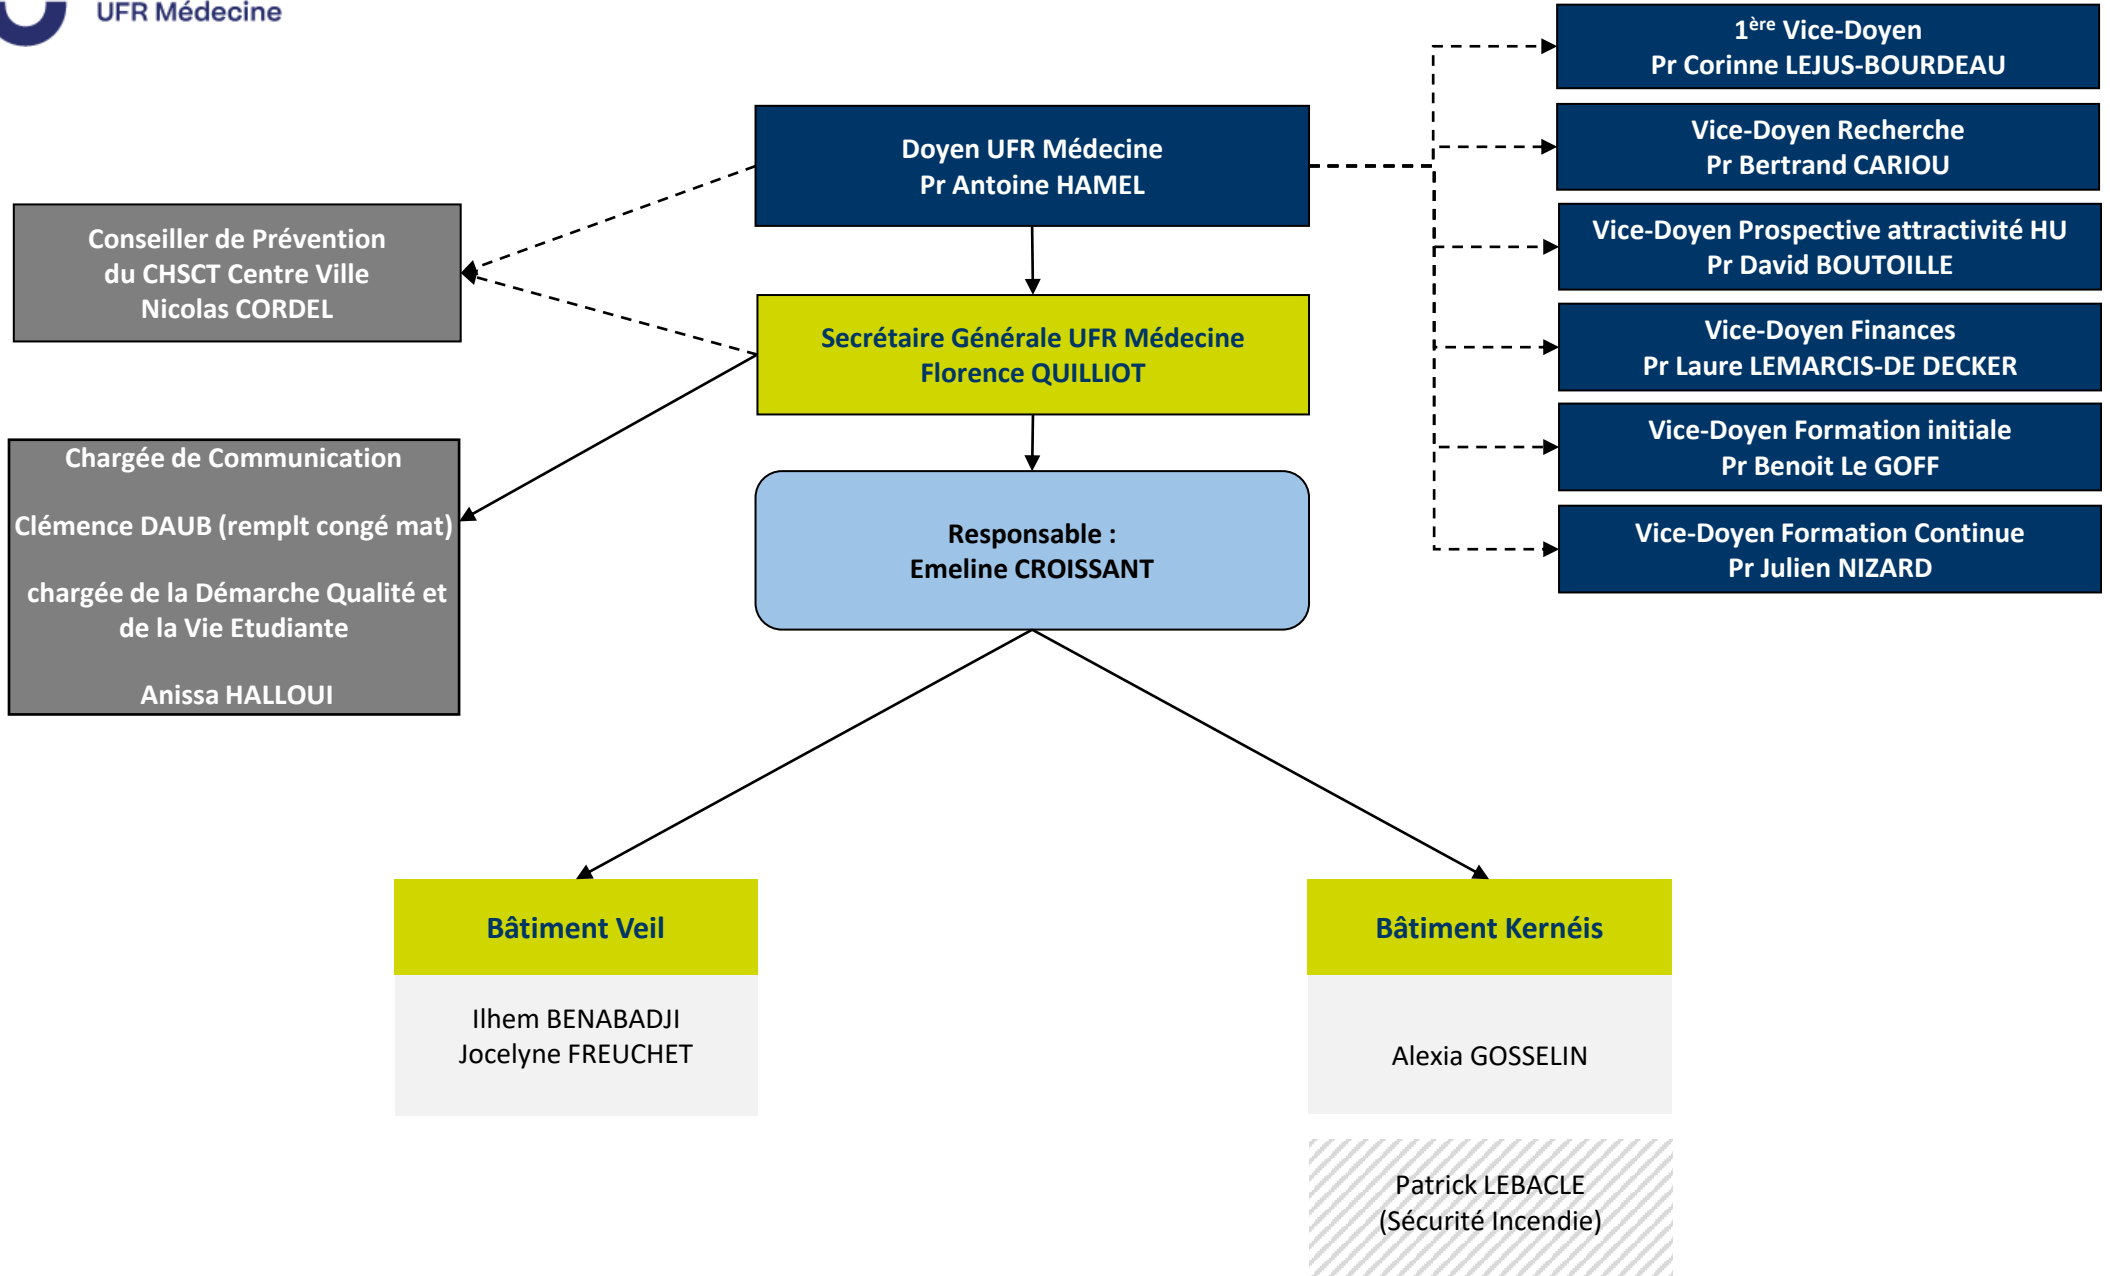 UFR Médecine
1ère Vice-Doyen
Pr Corinne LEJUS-BOURDEAU
Doyen UFR Médecine
Pr Antoine HAMEL
Vice-Doyen Recherche
Pr Bertrand CARIOU
Conseiller de Prévention
du CHSCT Centre Ville
Nicolas CORDEL
Vice-Doyen Prospective attractivité HU
Pr David BOUTOILLE
Secrétaire Générale UFR Médecine
Florence QUILLIOT
Vice-Doyen Finances
Pr Laure LEMARCIS-DE DECKER
Chargée de Communication
Clémence DAUB (remplt congé mat)
chargée de la Démarche Qualité et
de la Vie Etudiante
Anissa HALLOUI
Vice-Doyen Formation initiale
Pr Benoit Le GOFF
Responsable :
Emeline CROISSANT
Vice-Doyen Formation Continue
Pr Julien NIZARD
Bâtiment Veil
Ilhem BENABADJI
Jocelyne FREUCHET
Bâtiment Kernéis
Alexia GOSSELIN
Patrick LEBACLE
(Sécurité Incendie)